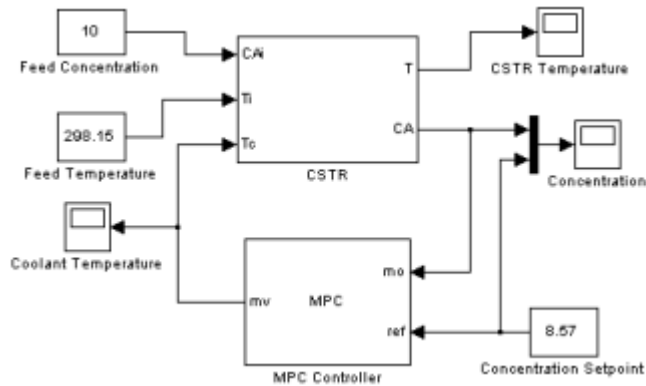 10
Feed Concentration
CAi
T
CSTR Temperature
Ti
298.15
Feed Temperature
Tc
CA
CSTR
Concentration
Coolant Temperature
mo
mv
MPC
ref
8.57
MPC Controller
Concentration Setpoint